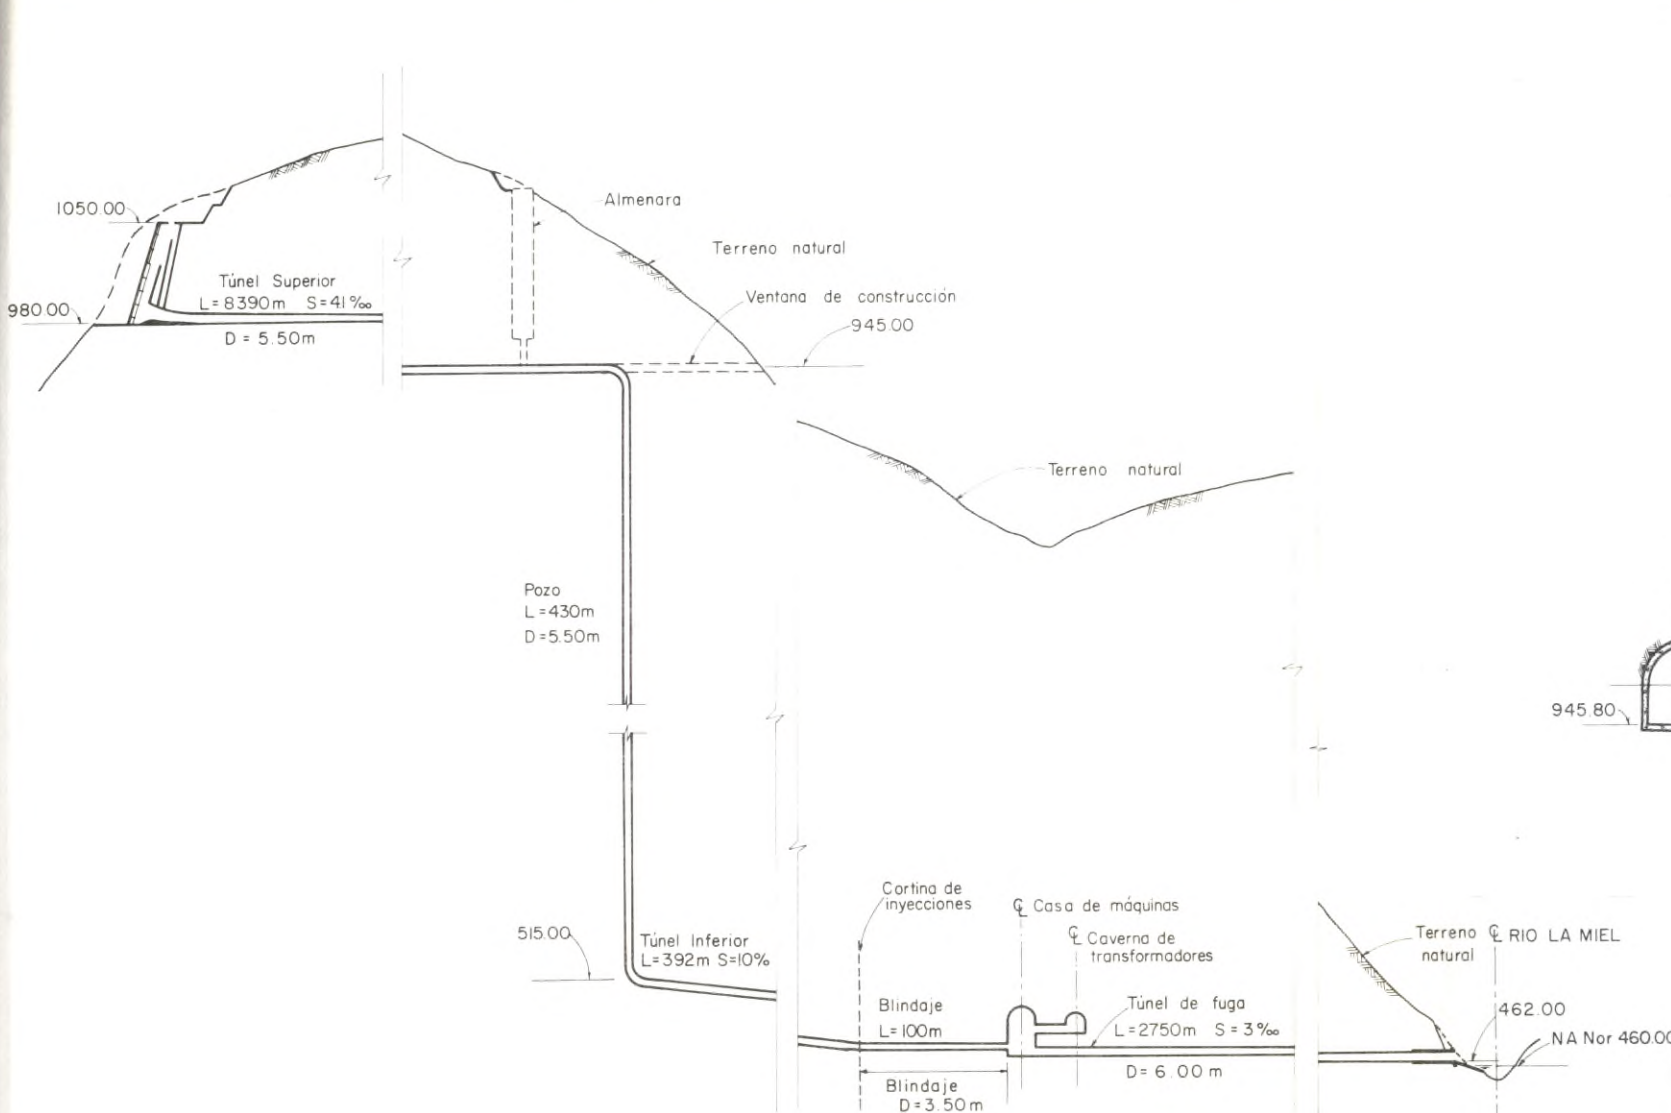 1050.00
980.00
Túnel Superior
L=8390m S=41‰
D = 5.50m
Almenara
Terreno natural
Ventana de construcción
945.00
Terreno natural
Pozo
L=430m
D=5.50m
945.80
515.00
Túnel Inferior
L=392m S=10%
Cortina de
inyecciones
℄ Casa de máquinas
℄ Caverna de
transformadores
Blindaje
L=100m
Túnel de fuga
L=2750m S=3‰
D=6.00m
Blindaje
D=3.50m
Terreno
natural
℄ RIO LA MIEL
462.00
NA Nor 460.00